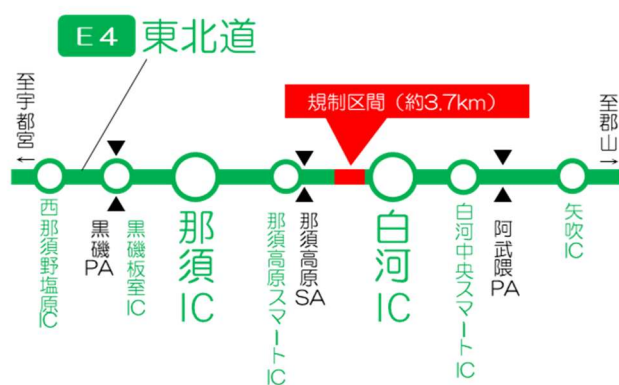 E4 東北道
規制区間（約3.7km）
至宇都宮
←
至郡山
→
西那須野塩原IC
黒磯PA
黒磯板室IC
那須IC
那須高原スマートIC
那須高原SA
白河IC
白河中央スマートIC
阿武隈PA
矢吹IC